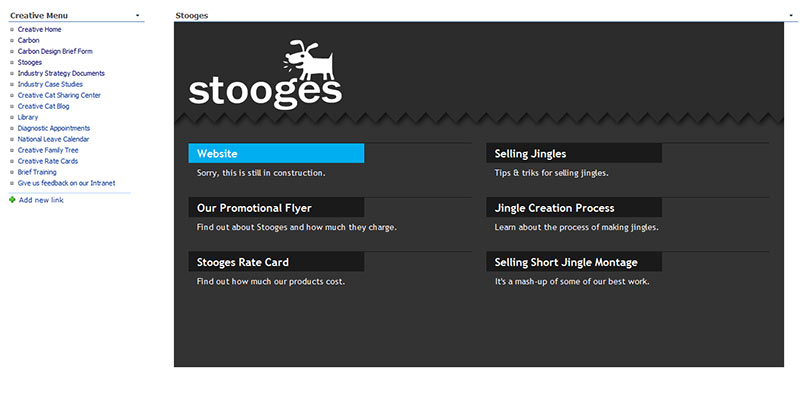 Creative Menu
Creative Home
Carbon
Carbon Design Brief Form
Stooges
Industry Strategy Documents
Industry Case Studies
Creative Cat Sharing Center
Creative Cat Blog
Library
Diagnostic Appointments
National Leave Calendar
Creative Family Tree
Creative Rate Cards
Brief Training
Give us feedback on our Intranet
Add new link
Stooges
stooges
Website
Sorry, this is still in construction.
Selling Jingles
Tips & triks for selling jingles.
Our Promotional Flyer
Find out about Stooges and how much they charge.
Jingle Creation Process
Learn about the process of making jingles.
Stooges Rate Card
Find out how much our products cost.
Selling Short Jingle Montage
It's a mash-up of some of our best work.